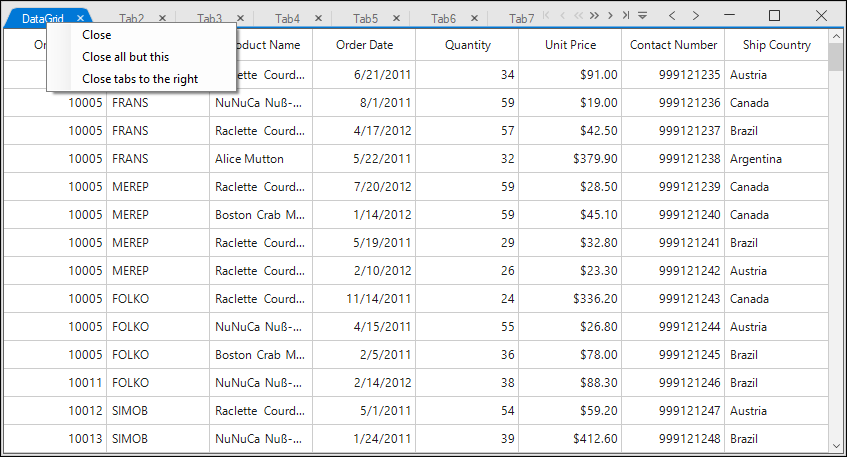 DataGrid Tab2 Tab3 Tab4 Tab5 Tab6 Tab7
Close
Close all but this
Close tabs to the right
Or Product Name Order Date Quantity Unit Price Contact Number Ship Country
Raclette Courd... 6/21/2011 34 $91.00 999121235 Austria
10005 FRANS NuNuCa Nuß-... 8/1/2011 59 $19.00 999121236 Canada
10005 FRANS Raclette Courd... 4/17/2012 57 $42.50 999121237 Brazil
10005 FRANS Alice Mutton 5/22/2011 32 $379.90 999121238 Argentina
10005 MEREP Raclette Courd... 7/20/2012 59 $28.50 999121239 Canada
10005 MEREP Boston Crab M... 1/14/2012 59 $45.10 999121240 Canada
10005 MEREP Raclette Courd... 5/19/2011 29 $32.80 999121241 Brazil
10005 MEREP Raclette Courd... 2/10/2012 26 $23.30 999121242 Austria
10005 FOLKO Raclette Courd... 11/14/2011 24 $336.20 999121243 Canada
10005 FOLKO NuNuCa Nuß-... 4/15/2011 55 $26.80 999121244 Austria
10005 FOLKO Boston Crab M... 2/5/2011 36 $78.00 999121245 Brazil
10011 FOLKO NuNuCa Nuß-... 2/14/2012 38 $88.30 999121246 Brazil
10012 SIMOB Raclette Courd... 5/1/2011 54 $59.20 999121247 Austria
10013 SIMOB NuNuCa Nuß-... 1/24/2011 39 $412.60 999121248 Brazil